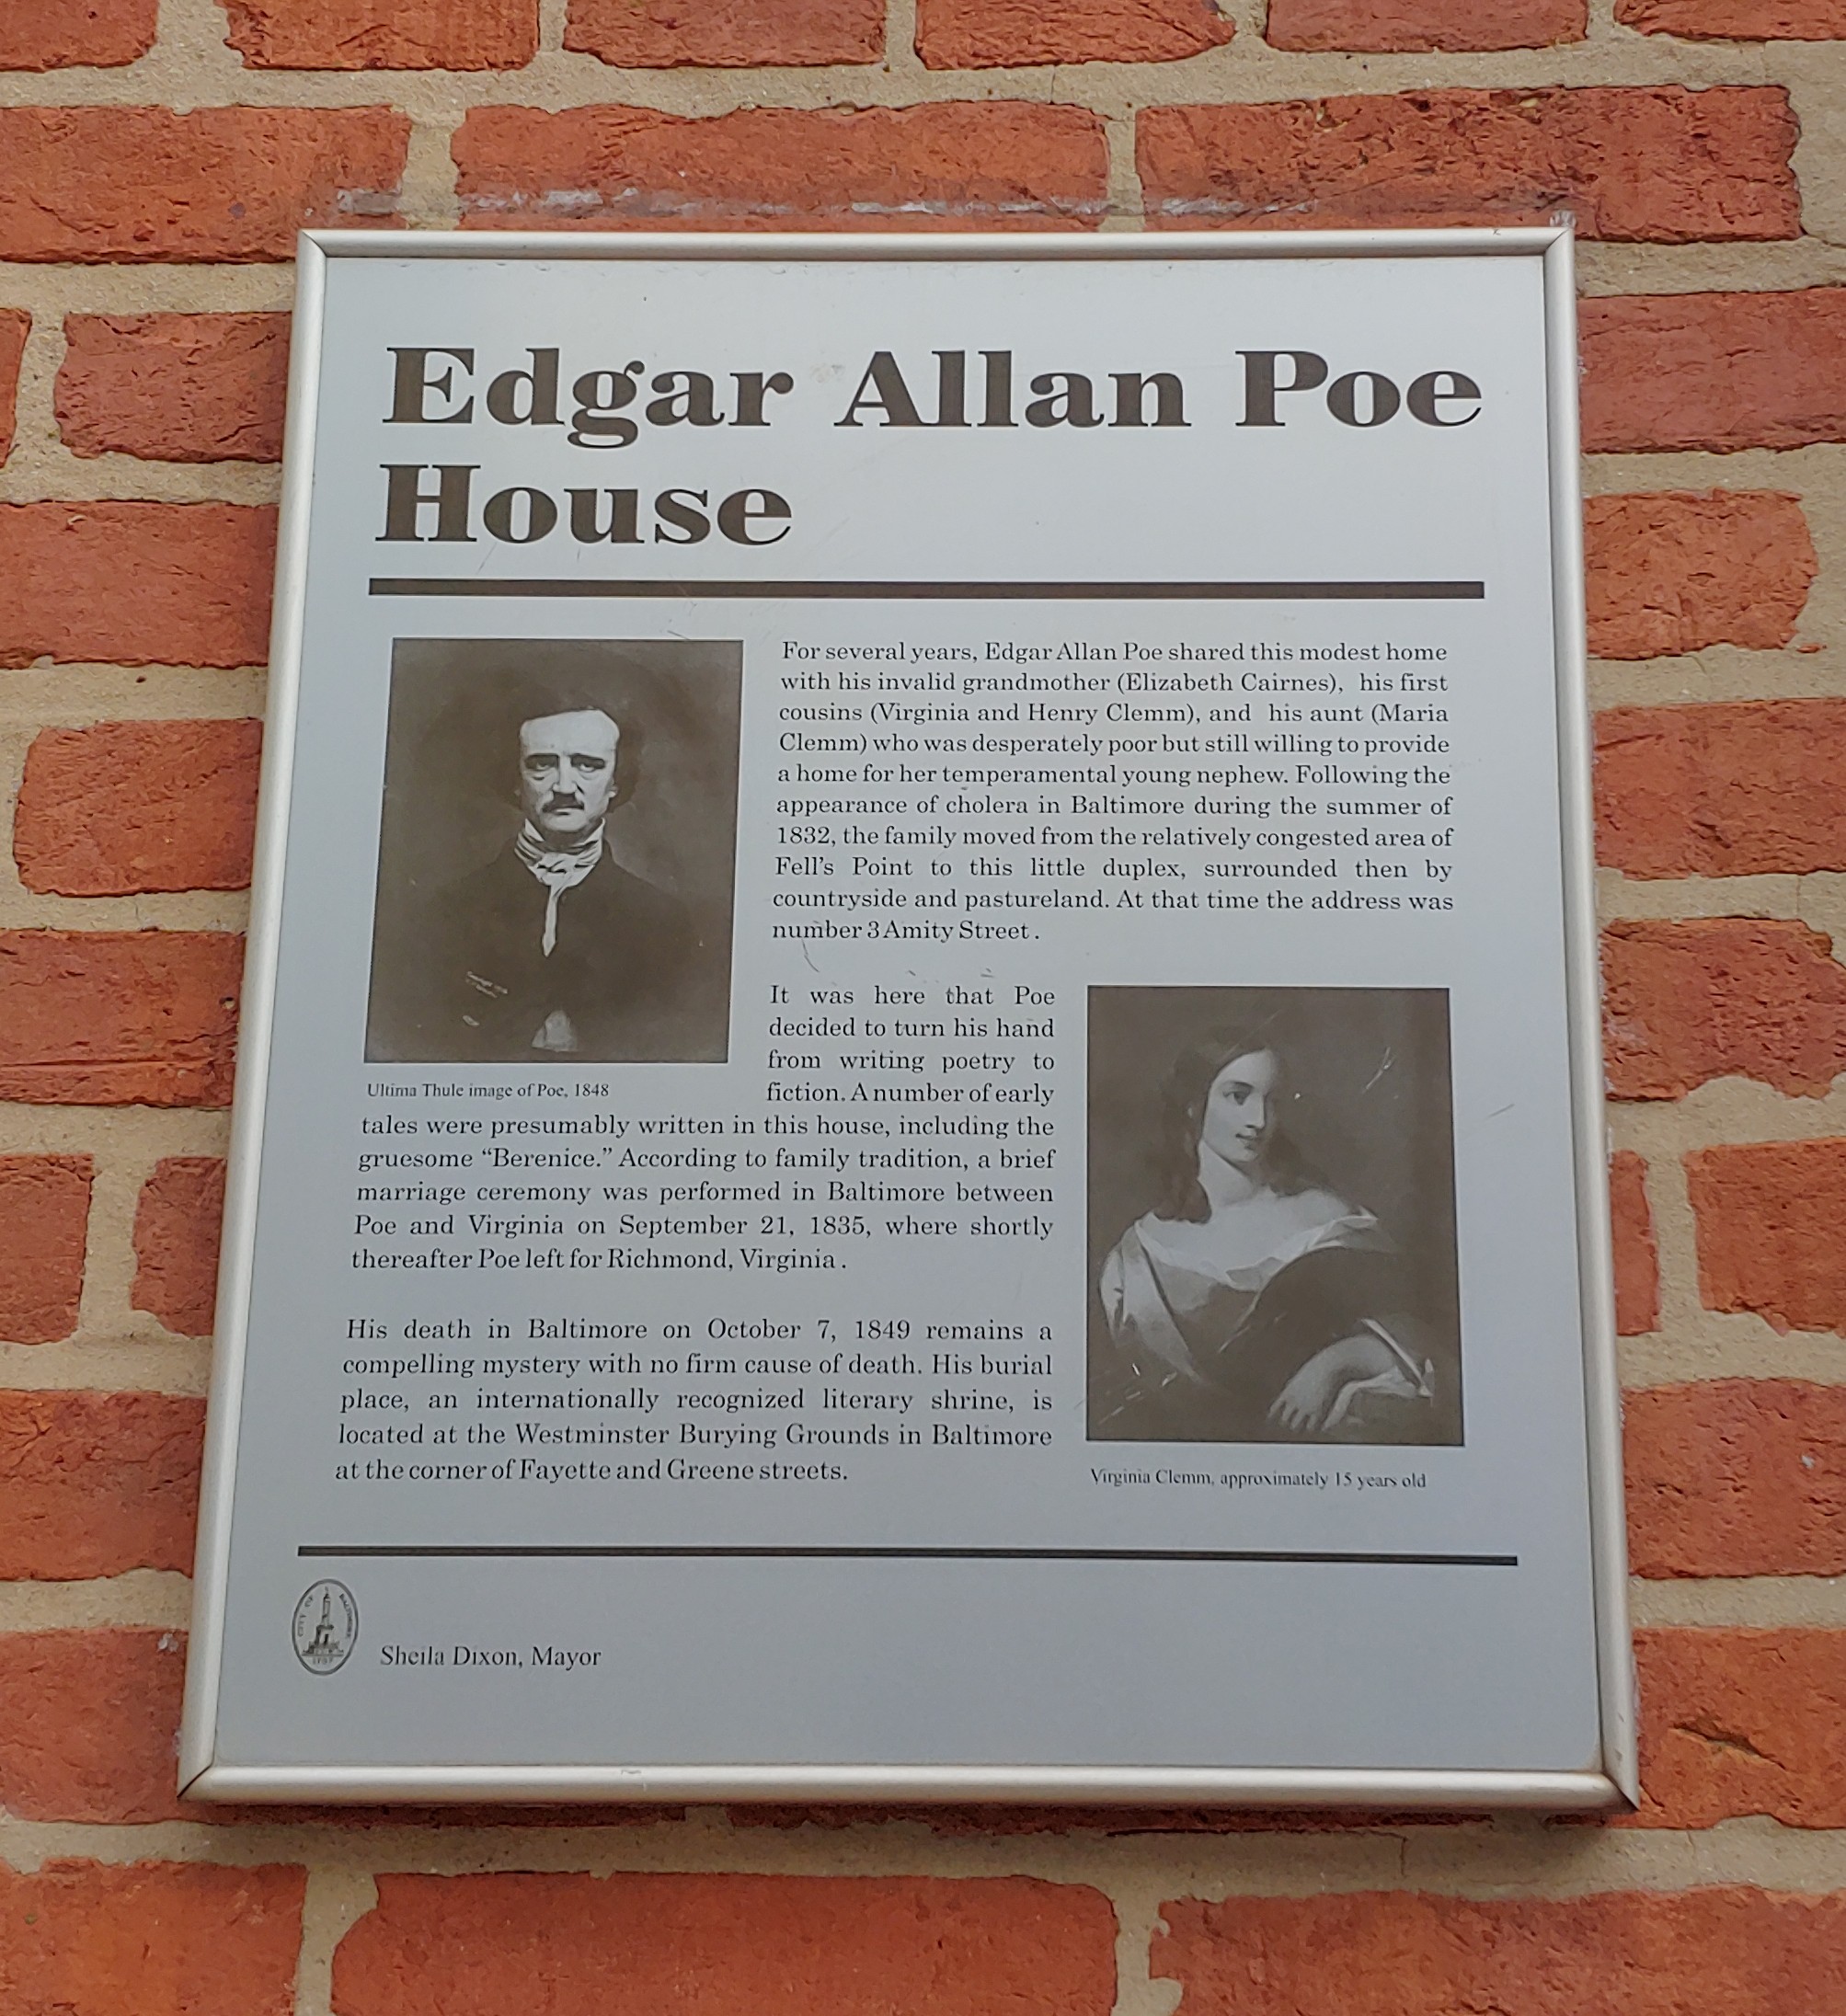 Edgar Allan Poe
House
For several years, Edgar Allan Poe shared this modest home
with his invalid grandmother (Elizabeth Cairnes), his first
cousins (Virginia and Henry Clemm), and his aunt (Maria
Clemm) who was desperately poor but still willing to provide
a home for her temperamental young nephew. Following the
appearance of cholera in Baltimore during the summer of
1832, the family moved from the relatively congested area of
Fell's Point to this little duplex, surrounded then by
countryside and pastureland. At that time the address was
number 3 Amity Street .
Ultima Thule image of Poe, 1848
It was here that Poe
decided to turn his hand
from writing poetry to
fiction. A number of early
tales were presumably written in this house, including the
gruesome “Berenice.” According to family tradition, a brief
marriage ceremony was performed in Baltimore between
Poe and Virginia on September 21, 1835, where shortly
thereafter Poe left for Richmond, Virginia .
His death in Baltimore on October 7, 1849 remains a
compelling mystery with no firm cause of death. His burial
place, an internationally recognized literary shrine, is
located at the Westminster Burying Grounds in Baltimore
at the corner of Fayette and Greene streets.
Virginia Clemm, approximately 15 years old
CITY OF BALTIMORE
1797
Sheila Dixon, Mayor